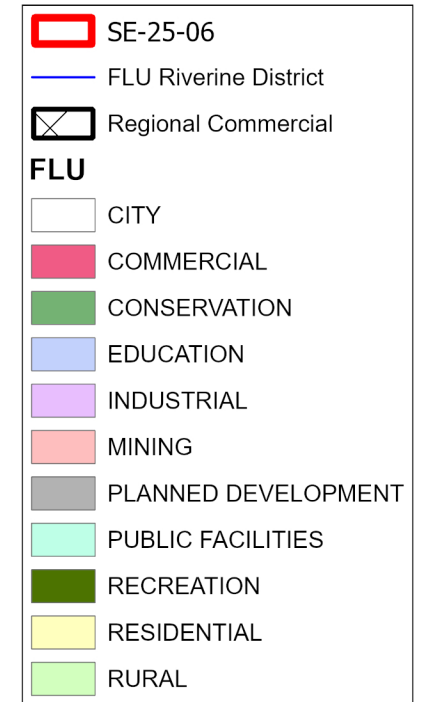 SE-25-06
FLU Riverine District
Regional Commercial
FLU
CITY
COMMERCIAL
CONSERVATION
EDUCATION
INDUSTRIAL
MINING
PLANNED DEVELOPMENT
PUBLIC FACILITIES
RECREATION
RESIDENTIAL
RURAL